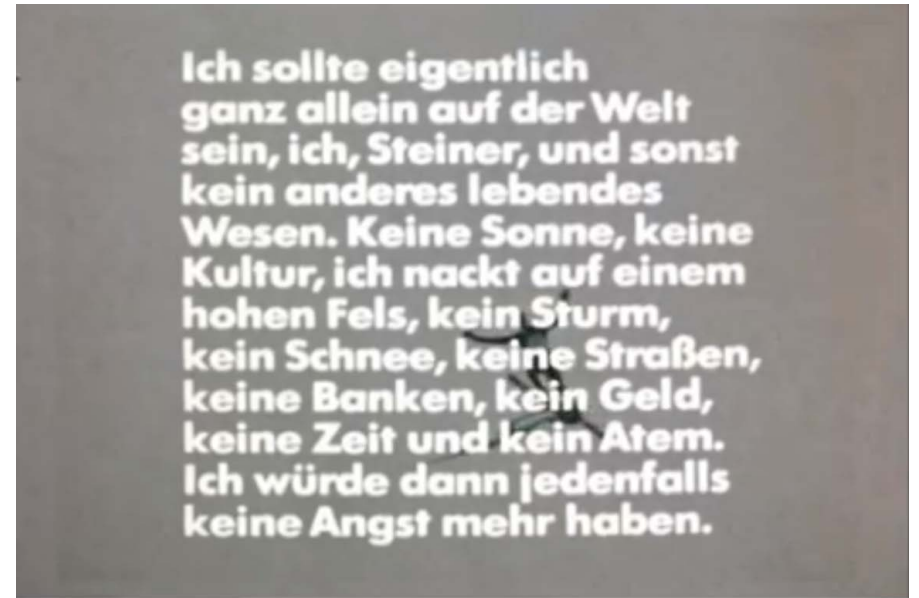 Ich sollte eigentlich
ganz allein auf der Welt
sein, ich, Steiner, und sonst
kein anderes lebendes
Wesen. Keine Sonne, keine
Kultur, ich nackt auf einem
hohen Fels, kein Sturm,
kein Schnee, keine Straßen,
keine Banken, kein Geld,
keine Zeit und kein Atem.
Ich würde dann jedenfalls
keine Angst mehr haben.